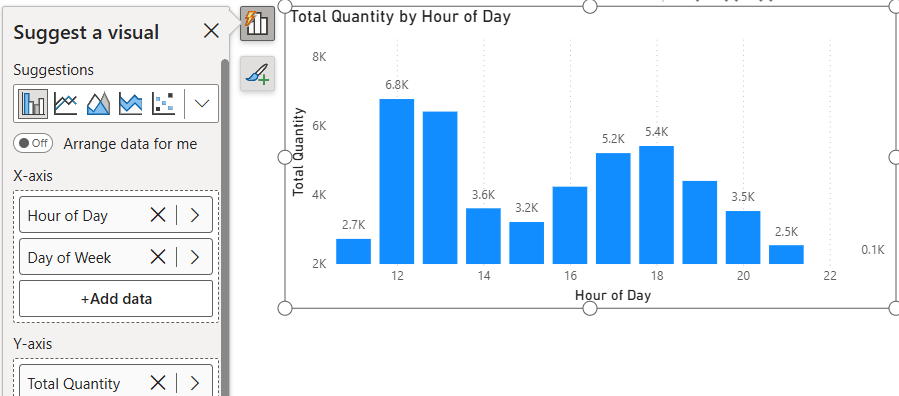 Suggest a visual
Suggestions
Off Arrange data for me
X-axis
Hour of Day
Day of Week
+Add data
Y-axis
Total Quantity
Total Quantity by Hour of Day
8K
6K
4K
2K
Total Quantity
2.7K
6.8K
3.6K
3.2K
5.2K
5.4K
3.5K
2.5K
0.1K
12 14 16 18 20 22
Hour of Day